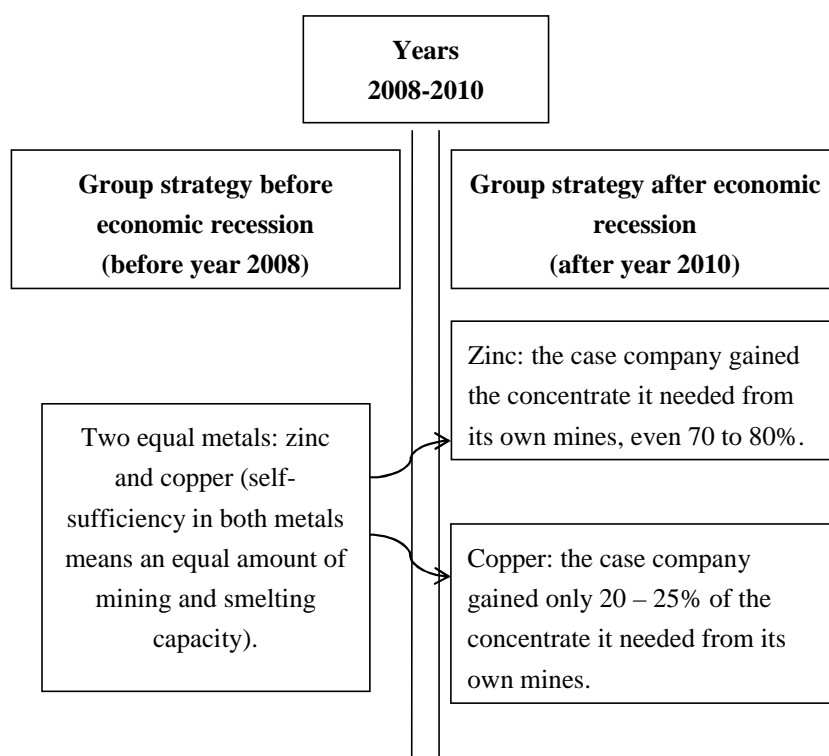 Years
2008-2010
Group strategy before
economic recession
(before year 2008)
Group strategy after economic
recession
(after year 2010)
Two equal metals: zinc
and copper (self-
sufficiency in both metals
means an equal amount of
mining and smelting
capacity).
Zinc: the case company gained
the concentrate it needed from
its own mines, even 70 to 80%.
Copper: the case company
gained only 20 – 25% of the
concentrate it needed from its
own mines.